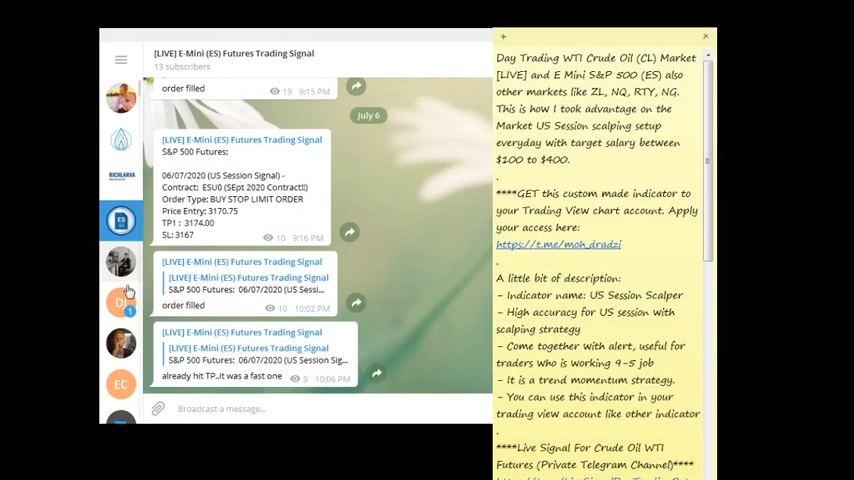 [LIVE] E-Mini (ES) Futures Trading Signal
13 subscribers
order filled
19 9:15 PM
July 6
[LIVE] E-Mini (ES) Futures Trading Signal
S&P 500 Futures:
06/07/2020 (US Session Signal) -
Contract: ESU0 (SEpt 2020 Contract!!)
Order Type: BUY STOP LIMIT ORDER
Price Entry: 3170.75
TP1 : 3174.00
SL: 3167
10 9:16 PM
[LIVE] E-Mini (ES) Futures Trading Signal
[LIVE] E-Mini (ES) Futures Trading Signal
S&P 500 Futures: 06/07/2020 (US Sessi...
order filled
10 10:02 PM
[LIVE] E-Mini (ES) Futures Trading Signal
[LIVE] E-Mini (ES) Futures Trading Signal
S&P 500 Futures: 06/07/2020 (US Session Sig...
already hit TP..it was a fast one
9 10:06 PM
Broadcast a message...
RICHLARVA
ES
DJ
1
EC
Day Trading WTI Crude Oil (CL) Market
[LIVE] and E Mini S&P 500 (ES) also
other markets like ZL, NQ, RTY, NG.
This is how I took advantage on the
Market US Session scalping setup
everyday with target salary between
$100 to $400.
.
****GET this custom made indicator to
your Trading View chart account. Apply
your access here:
https://t.me/moh_dradzi
.
A little bit of description:
- Indicator name: US Session Scalper
- High accuracy for US session with
scalping strategy
- Come together with alert, useful for
traders who is working 9-5 job
- It is a trend momentum strategy.
- You can use this indicator in your
trading view account like other indicator
.
****Live Signal For Crude Oil WTI
Futures (Private Telegram Channel)****